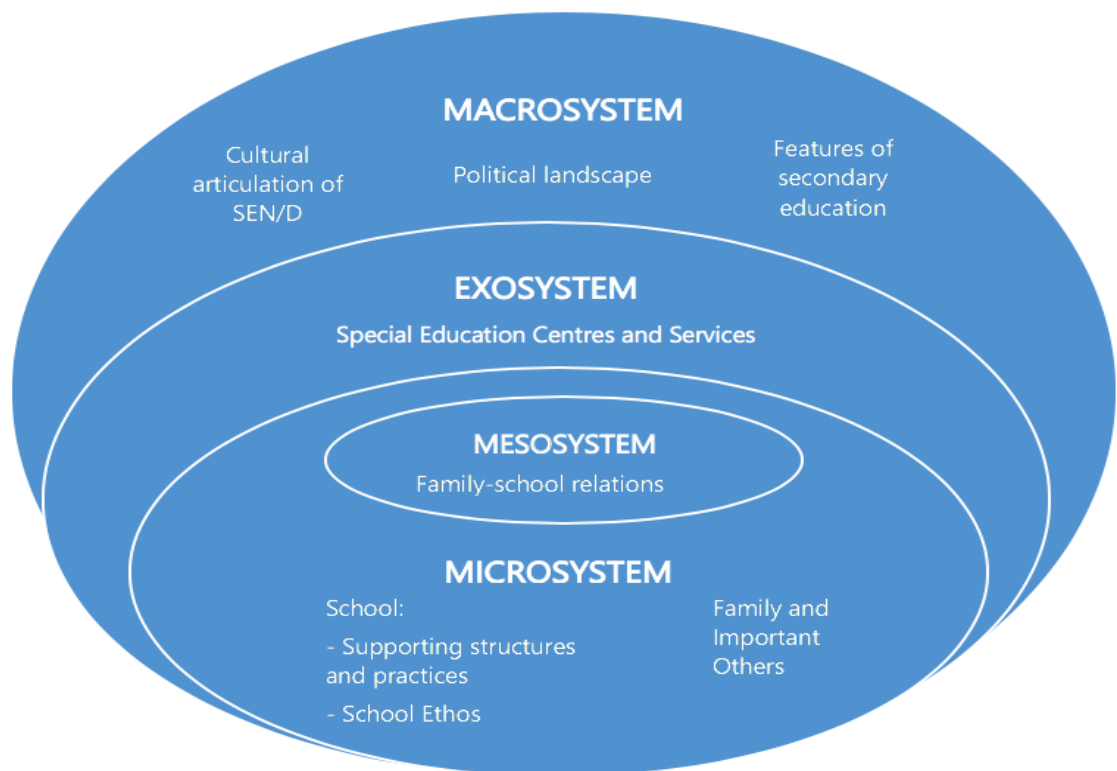 MACROSYSTEM
Cultural
articulation of
SEN/D
Political landscape
Features of
secondary
education
EXOSYSTEM
Special Education Centres and Services
MESOSYSTEM
Family-school relations
MICROSYSTEM
School:
- Supporting structures
and practices
- School Ethos
Family and
Important
Others